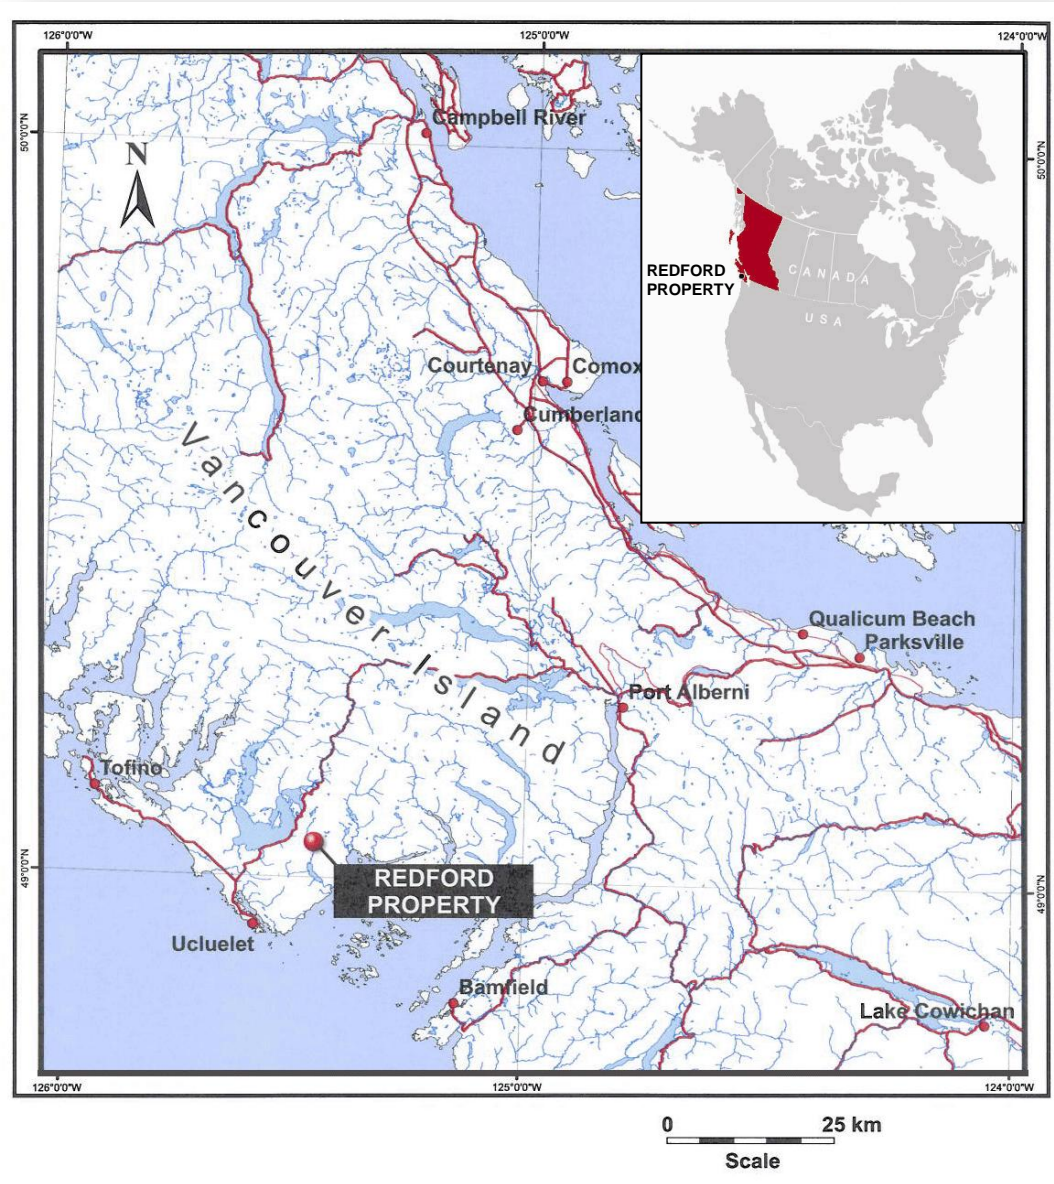 126°0'0"W
125°0'0"W
124°0'0"W
50°0'0"N
50°0'0"N
N
Campbell River
REDFORD
PROPERTY
CANADA
USA
Courtenay
Comox
Cumberland
Vancouver Island
Qualicum Beach
Parksville
Port Alberni
Tofino
49°0'0"N
49°0'0"N
REDFORD
PROPERTY
Ucluelet
Bamfield
Lake Cowichan
126°0'0"W
125°0'0"W
124°0'0"W
0 25 km
Scale